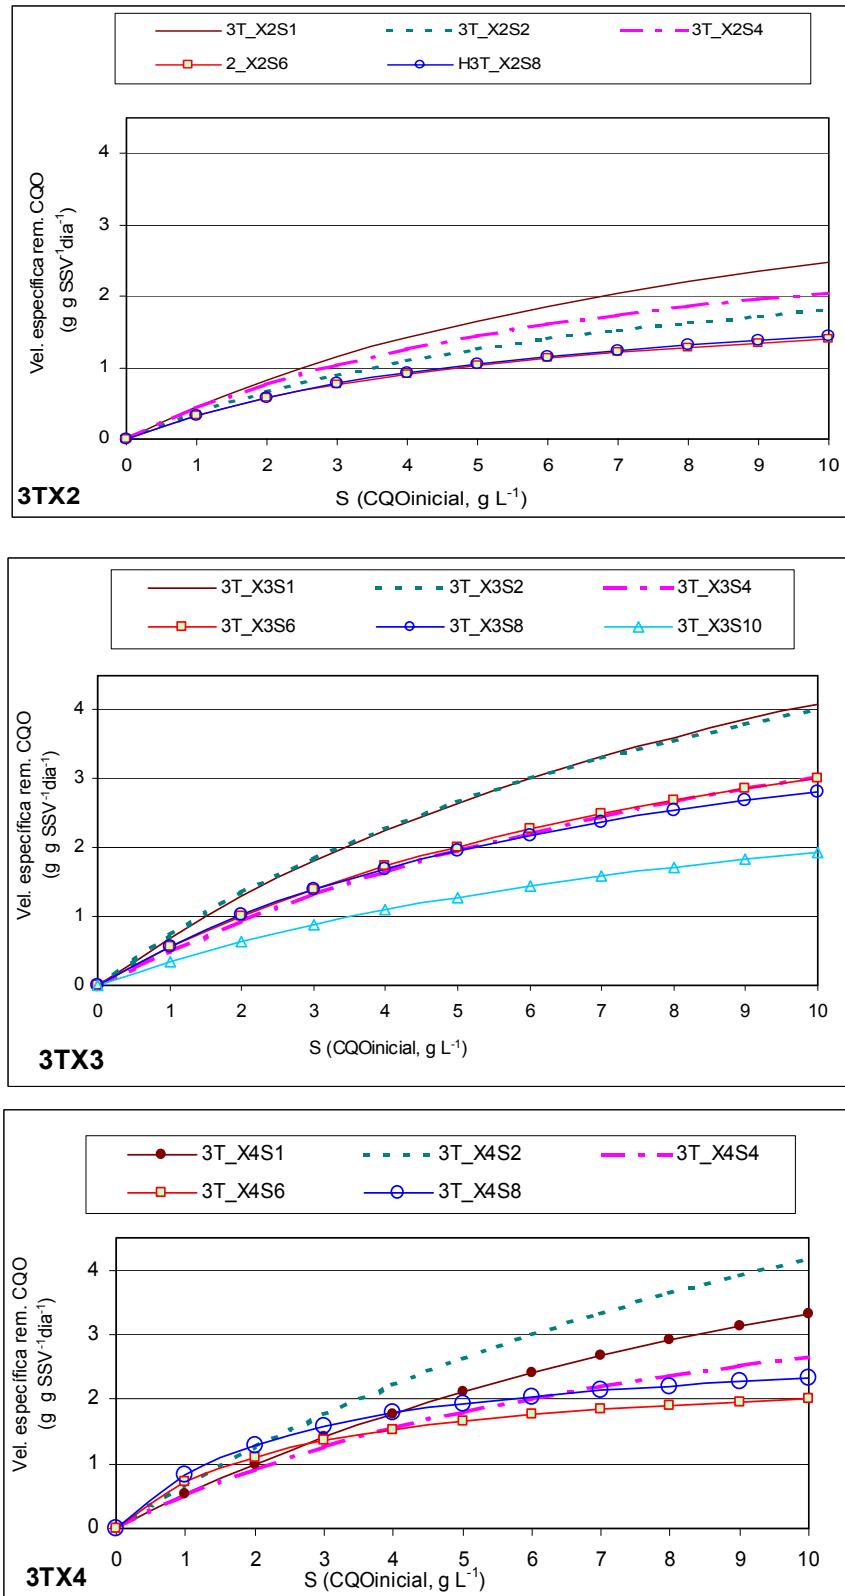 3T_X2S1 3T_X2S2 3T_X2S4
2_X2S6 H3T_X2S8
Vel. específica rem. CQO
(g g SSV⁻¹dia⁻¹)
4
3
2
1
0
0 1 2 3 4 5 6 7 8 9 10
S (CQOinicial, g L⁻¹)
3TX2
3T_X3S1 3T_X3S2 3T_X3S4
3T_X3S6 3T_X3S8 3T_X3S10
Vel. específica rem. CQO
(g g SSV⁻¹dia⁻¹)
4
3
2
1
0
0 1 2 3 4 5 6 7 8 9 10
S (CQOinicial, g L⁻¹)
3TX3
3T_X4S1 3T_X4S2 3T_X4S4
3T_X4S6 3T_X4S8
Vel. específica rem. CQO
(g g SSV⁻¹dia⁻¹)
4
3
2
1
0
0 1 2 3 4 5 6 7 8 9 10
S (CQOinicial, g L⁻¹)
3TX4